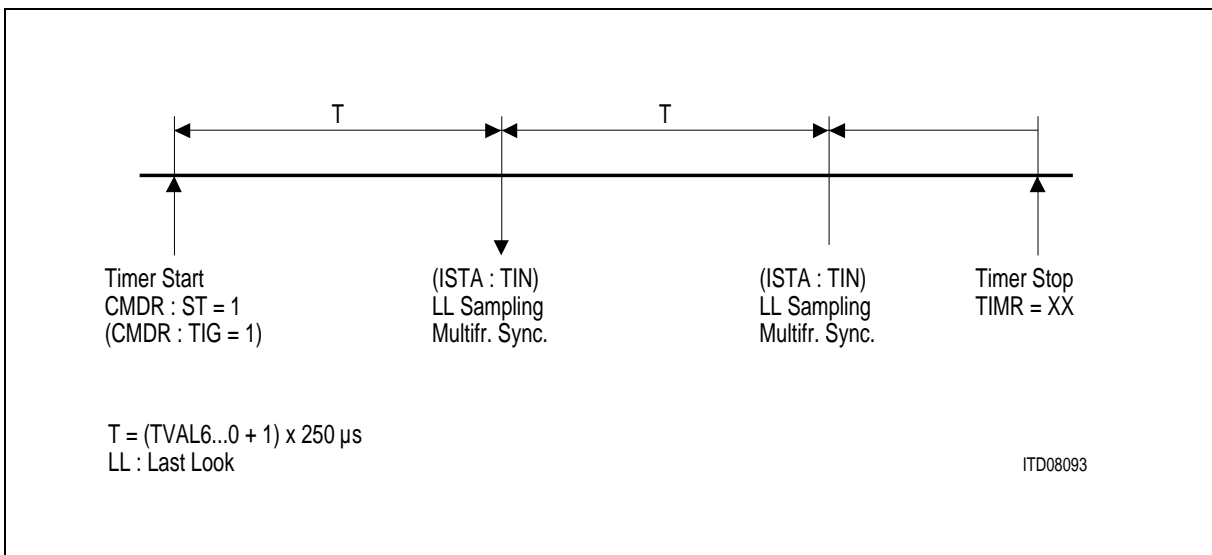 T
T
Timer Start
CMDR : ST = 1
(CMDR : TIG = 1)
(ISTA : TIN)
LL Sampling
Multifr. Sync.
(ISTA : TIN)
LL Sampling
Multifr. Sync.
Timer Stop
TIMR = XX
T = (TVAL6...0 + 1) x 250 µs
LL : Last Look
ITD08093